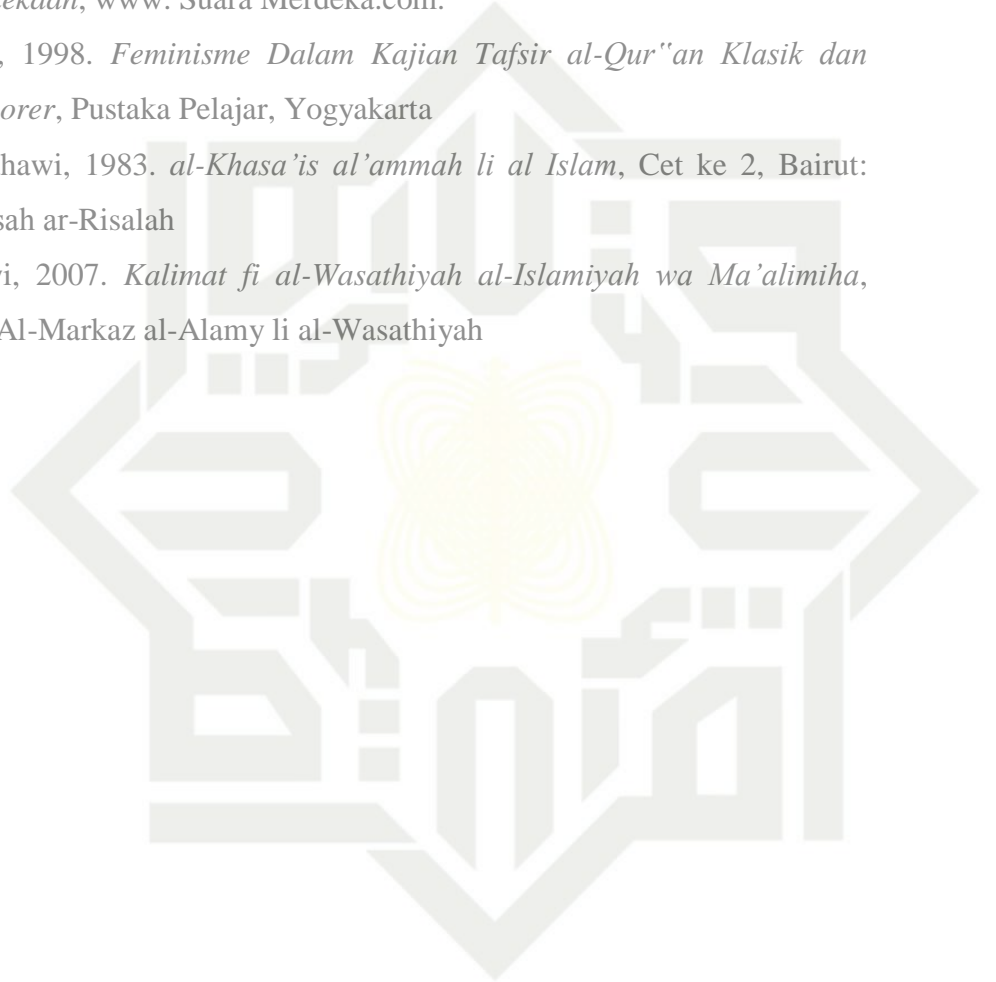 ekaan, www. Suara Merdeka.com.
, 1998. Feminisme Dalam Kajian Tafsir al-Qur‟an Klasik dan
orer, Pustaka Pelajar, Yogyakarta
hawi, 1983. al-Khasa’is al’ammah li al Islam, Cet ke 2, Bairut:
sah ar-Risalah
i, 2007. Kalimat fi al-Wasathiyah al-Islamiyah wa Ma’alimiha,
Al-Markaz al-Alamy li al-Wasathiyah